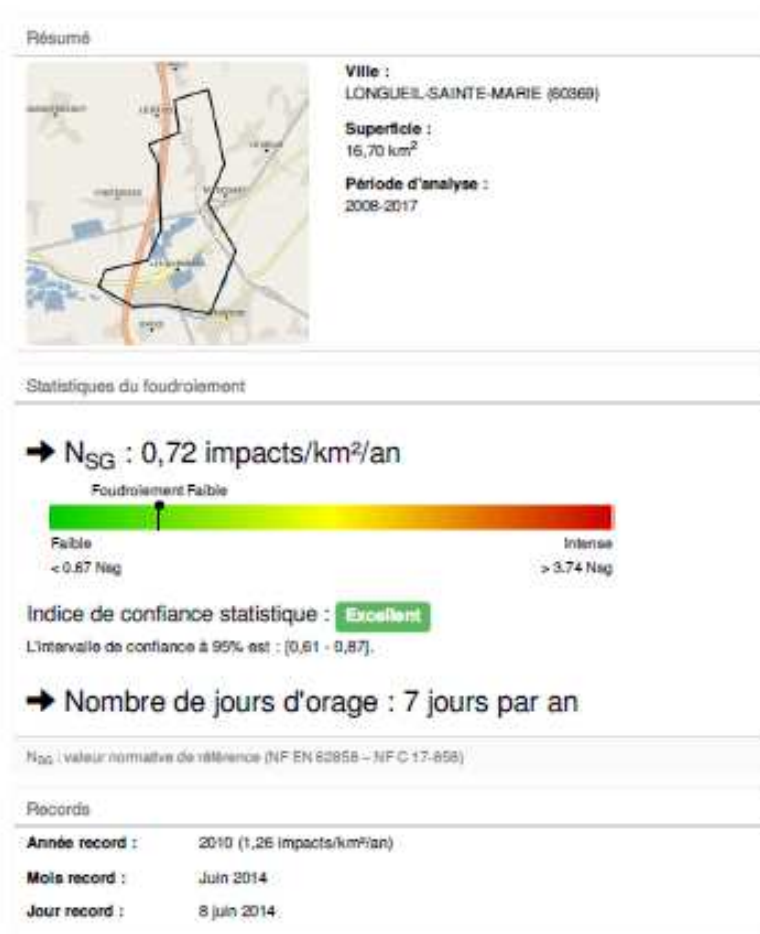 Résumé
Ville :
LONGUEIL-SAINTE-MARIE (60369)
Superficie :
16,70 km²
Période d'analyse :
2008-2017
Statistiques du foudroiement
➔ NSG : 0,72 impacts/km²/an
Foudroiement Faible
Faible
Intense
< 0.67 Nsg
> 3.74 Nsg
Indice de confiance statistique : Excellent
L'intervalle de confiance à 95% est : [0,61 - 0,87].
➔ Nombre de jours d'orage : 7 jours par an
NSG : valeur normative de référence (NF EN 62858 – NF C 17-858)
Records
Année record : 2010 (1,26 impacts/km²/an)
Mois record : Juin 2014
Jour record : 8 juin 2014